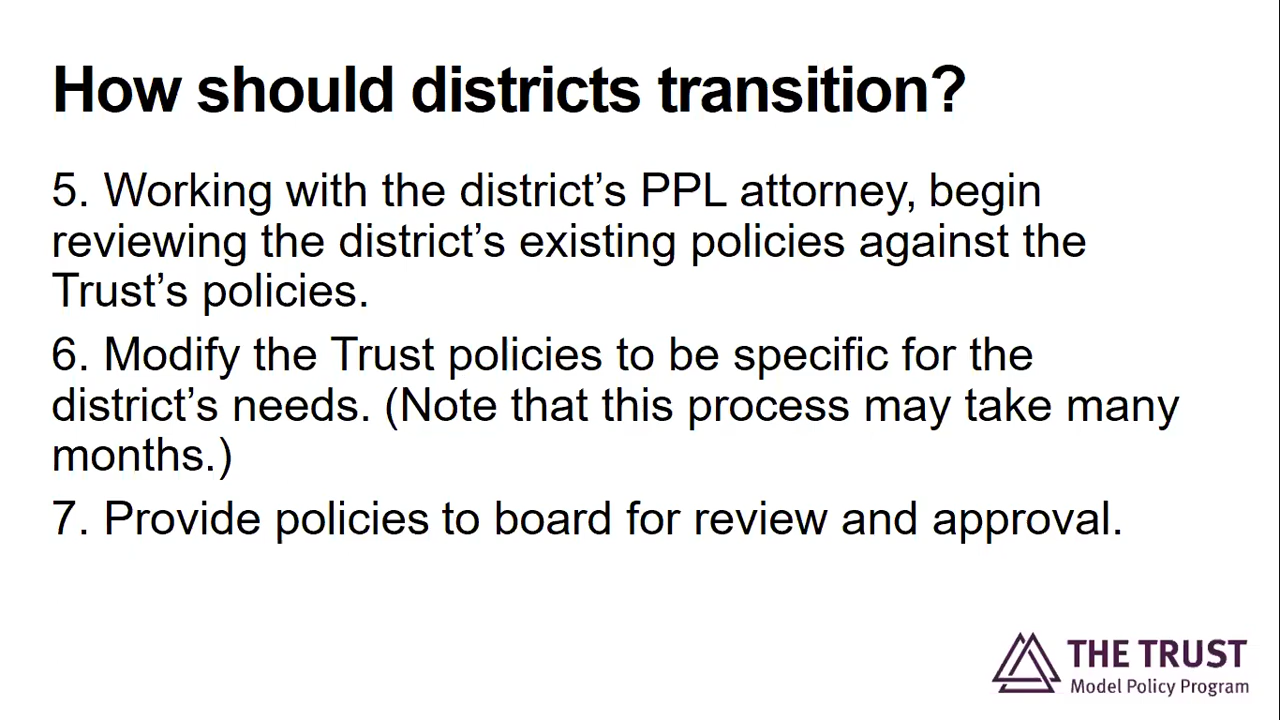 How should districts transition?
5. Working with the district’s PPL attorney, begin
reviewing the district’s existing policies against the
Trust’s policies.
6. Modify the Trust policies to be specific for the
district’s needs. (Note that this process may take many
months.)
7. Provide policies to board for review and approval.
THE TRUST
Model Policy Program